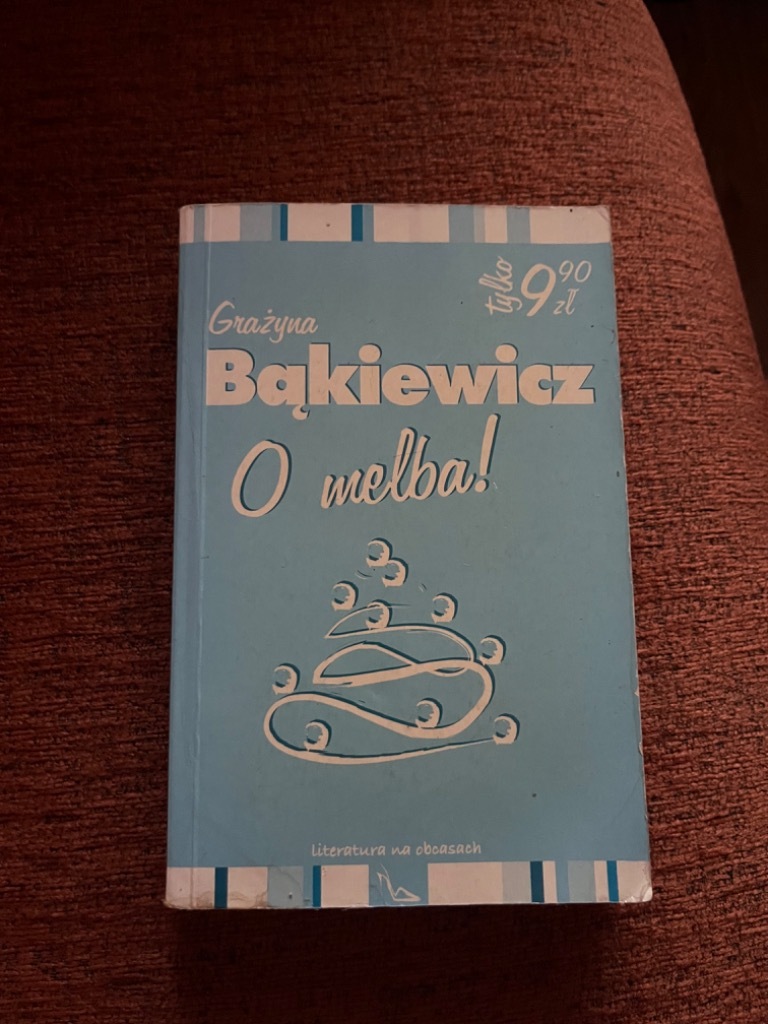 tylko 9 90 zł
Grażyna
Bąkiewicz
O melba!
literatura na obcasach